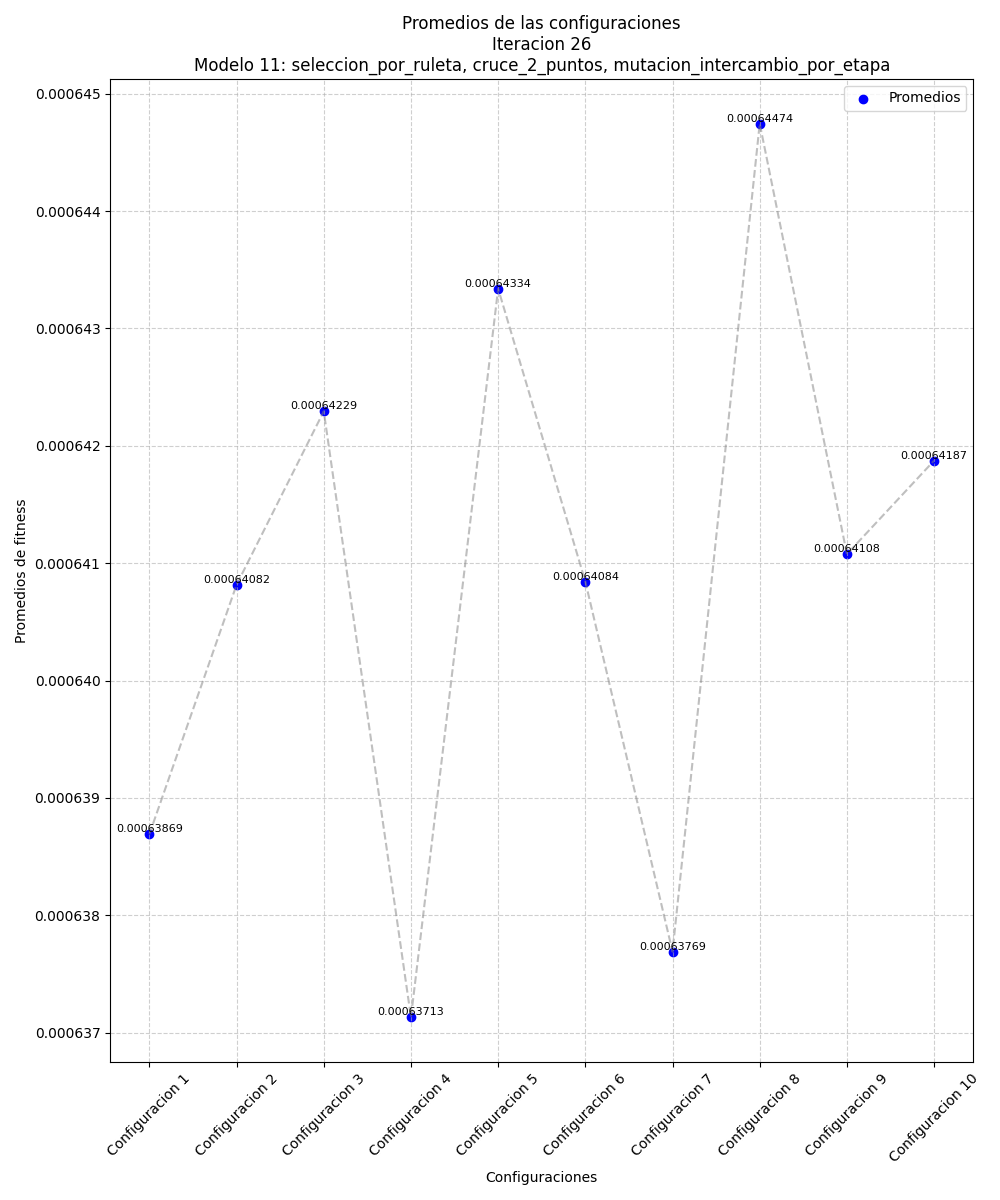 Promedios de las configuraciones
Iteracion 26
Modelo 11: seleccion_por_ruleta, cruce_2_puntos, mutacion_intercambio_por_etapa
Promedios
0.000645
0.000644
0.000643
0.000642
0.000641
0.000640
0.000639
0.000638
0.000637
Promedios de fitness
0.00063869
0.00064082
0.00064229
0.00063713
0.00064334
0.00064084
0.00063769
0.00064474
0.00064108
0.00064187
Configuracion 1
Configuracion 2
Configuracion 3
Configuracion 4
Configuracion 5
Configuracion 6
Configuracion 7
Configuracion 8
Configuracion 9
Configuracion 10
Configuraciones